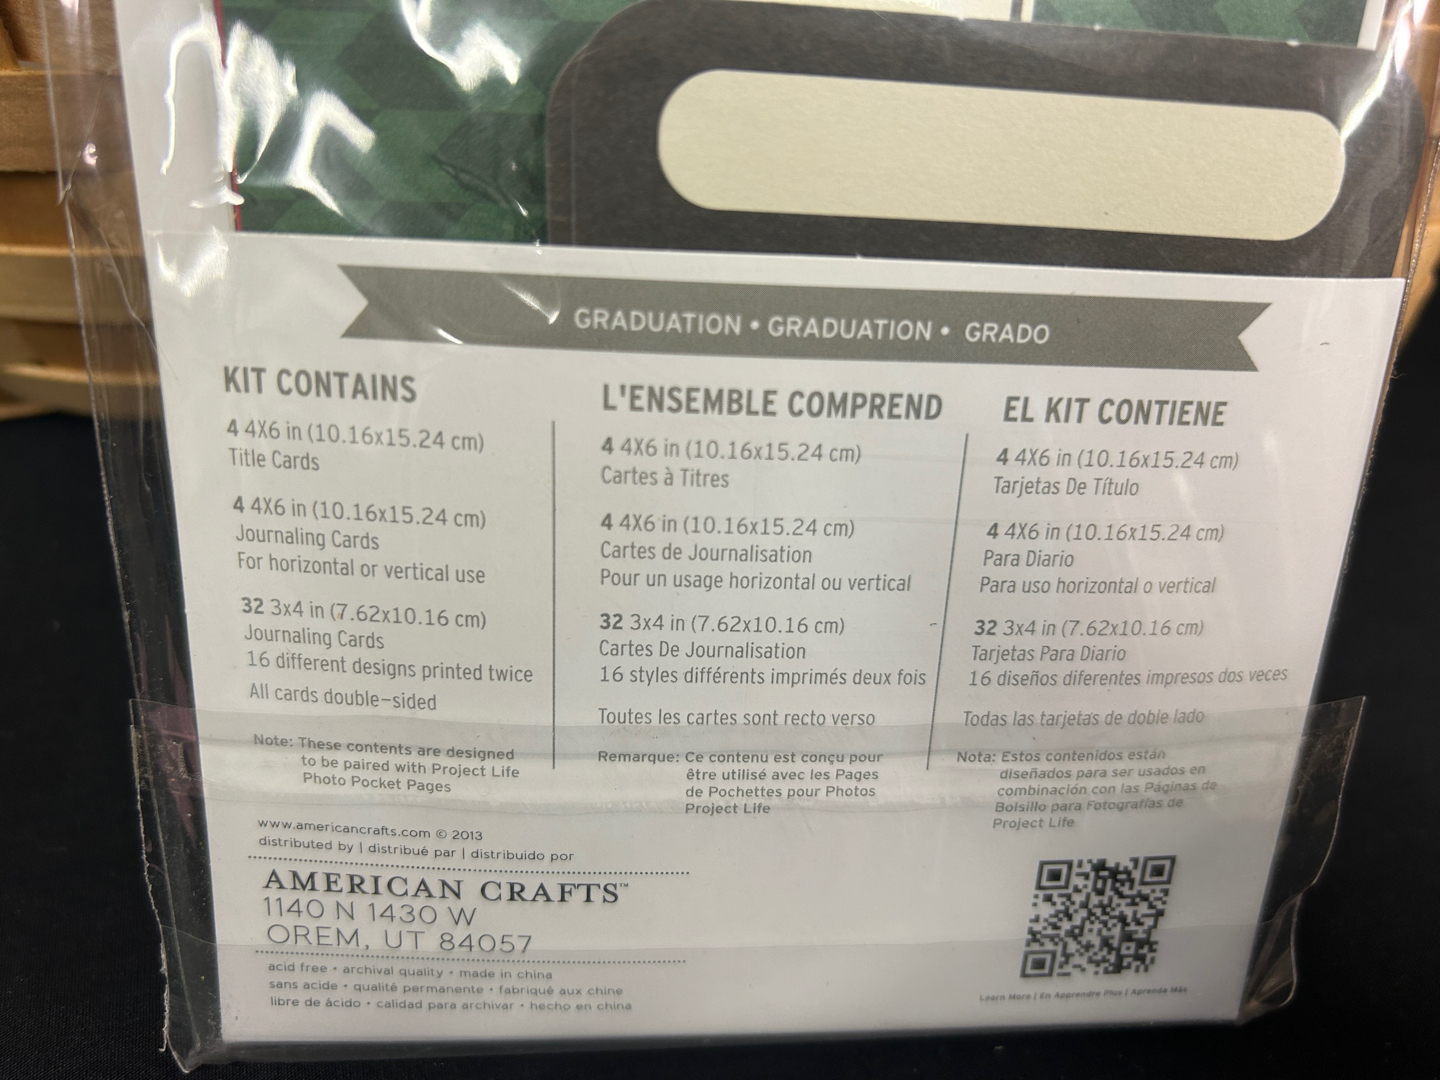 GRADUATION • GRADUATION • GRADO
KIT CONTAINS
4 4X6 in (10.16x15.24 cm)
Title Cards
4 4X6 in (10.16x15.24 cm)
Journaling Cards
For horizontal or vertical use
32 3x4 in (7.62x10.16 cm)
Journaling Cards
16 different designs printed twice
All cards double-sided
Note: These contents are designed
to be paired with Project Life
Photo Pocket Pages
L'ENSEMBLE COMPREND
4 4X6 in (10.16x15.24 cm)
Cartes à Titres
4 4X6 in (10.16x15.24 cm)
Cartes de Journalisation
Pour un usage horizontal ou vertical
32 3x4 in (7.62x10.16 cm)
Cartes De Journalisation
16 styles différents imprimés deux fois
Toutes les cartes sont recto verso
Remarque: Ce contenu est conçu pour
être utilisé avec les Pages
de Pochettes pour Photos
Project Life
EL KIT CONTIENE
4 4X6 in (10.16x15.24 cm)
Tarjetas De Título
4 4X6 in (10.16x15.24 cm)
Para Diario
Para uso horizontal o vertical
32 3x4 in (7.62x10.16 cm)
Tarjetas Para Diario
16 diseños diferentes impresos dos veces
Todas las tarjetas de doble lado
Nota: Estos contenidos están
diseñados para ser usados en
combinación con las Páginas de
Bolsillo para Fotografías de
Project Life
www.americancrafts.com © 2013
distributed by | distribué par | distribuido por
AMERICAN CRAFTS™
1140 N 1430 W
OREM, UT 84057
acid free • archival quality • made in china
sans acide • qualité permanente • fabriqué aux chine
libre de ácido • calidad para archivar • hecho en china
Learn More | En Apprendre Plus | Aprenda Más